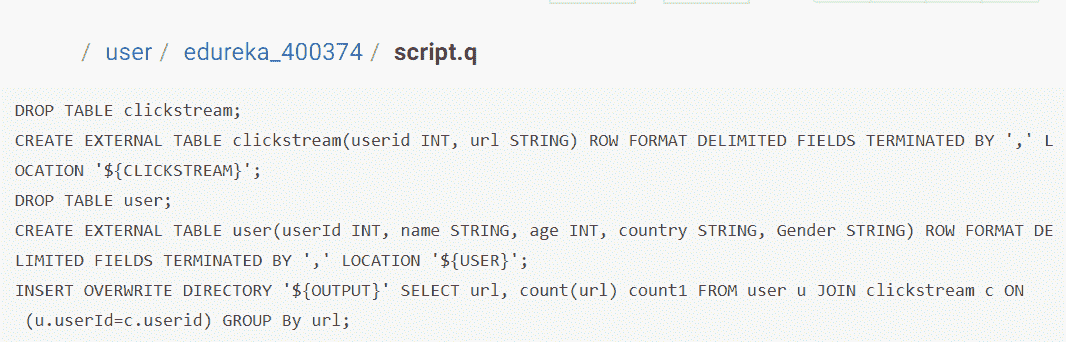 / user / edureka_400374 / script.q
DROP TABLE clickstream;
CREATE EXTERNAL TABLE clickstream(userid INT, url STRING) ROW FORMAT DELIMITED FIELDS TERMINATED BY ',' L
OCATION '${CLICKSTREAM}';
DROP TABLE user;
CREATE EXTERNAL TABLE user(userId INT, name STRING, age INT, country STRING, Gender STRING) ROW FORMAT DE
LIMITED FIELDS TERMINATED BY ',' LOCATION '${USER}';
INSERT OVERWRITE DIRECTORY '${OUTPUT}' SELECT url, count(url) count1 FROM user u JOIN clickstream c ON
(u.userId=c.userid) GROUP By url;